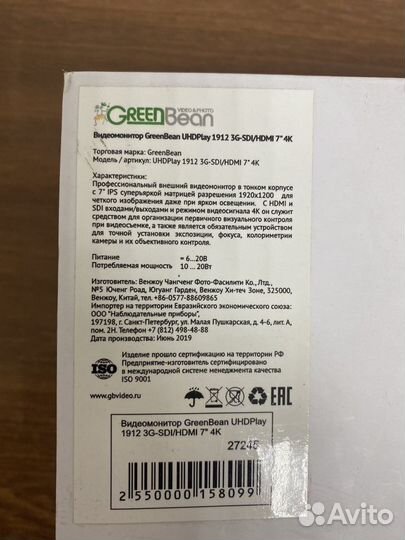 GREENBean
VIDEO & PHOTO
Видеомонитор GreenBean UHDPlay 1912 3G-SDI/HDMI 7" 4K
Торговая марка: GreenBean
Модель / артикул: UHDPlay 1912 3G-SDI/HDMI 7" 4K
Характеристики:
Профессиональный внешний видеомонитор в тонком корпусе
с 7" IPS суперъяркой матрицей разрешения 1920x1200 для
четкого изображения даже при ярком освещении. С HDMI и
SDI входами/выходами и режимом видеосигнала 4K он служит
средством для организации первичного визуального контроля
при видеосъемке, а также является обязательным устройством
для точной установки экспозиции, фокуса, колориметрии
камеры и их объективного контроля.
Питание = 6...20В
Потребляемая мощность 10 ... 20Вт
Изготовитель: Венжоу Чангченг Фото-Фасилити Ко.,Лтд.,
№5 Юченг Роад, Югуанг Гарден, Венжоу Хи-теч Зоне, 325000,
Венжоу, Китай, тел. +86-0577-88609865
Импортер на территории Евразийского экономического союза:
ООО "Наблюдательные приборы",
197198, г. Санкт-Петербург, ул. Малая Пушкарская, д. 4-6, лит. А,
пом. 2Н. Телефон +7 (812) 498-48-88
Дата производства: Июнь 2019
ISO
Изделие прошло сертификацию на территории РФ
Предприятие-изготовитель сертифицировано
в международной системе менеджмента качества
ISO 9001
www.gbvideo.ru
EAC
Видеомонитор GreenBean UHDPlay
1912 3G-SDI/HDMI 7" 4K
27245
2 550000 158099
Avito